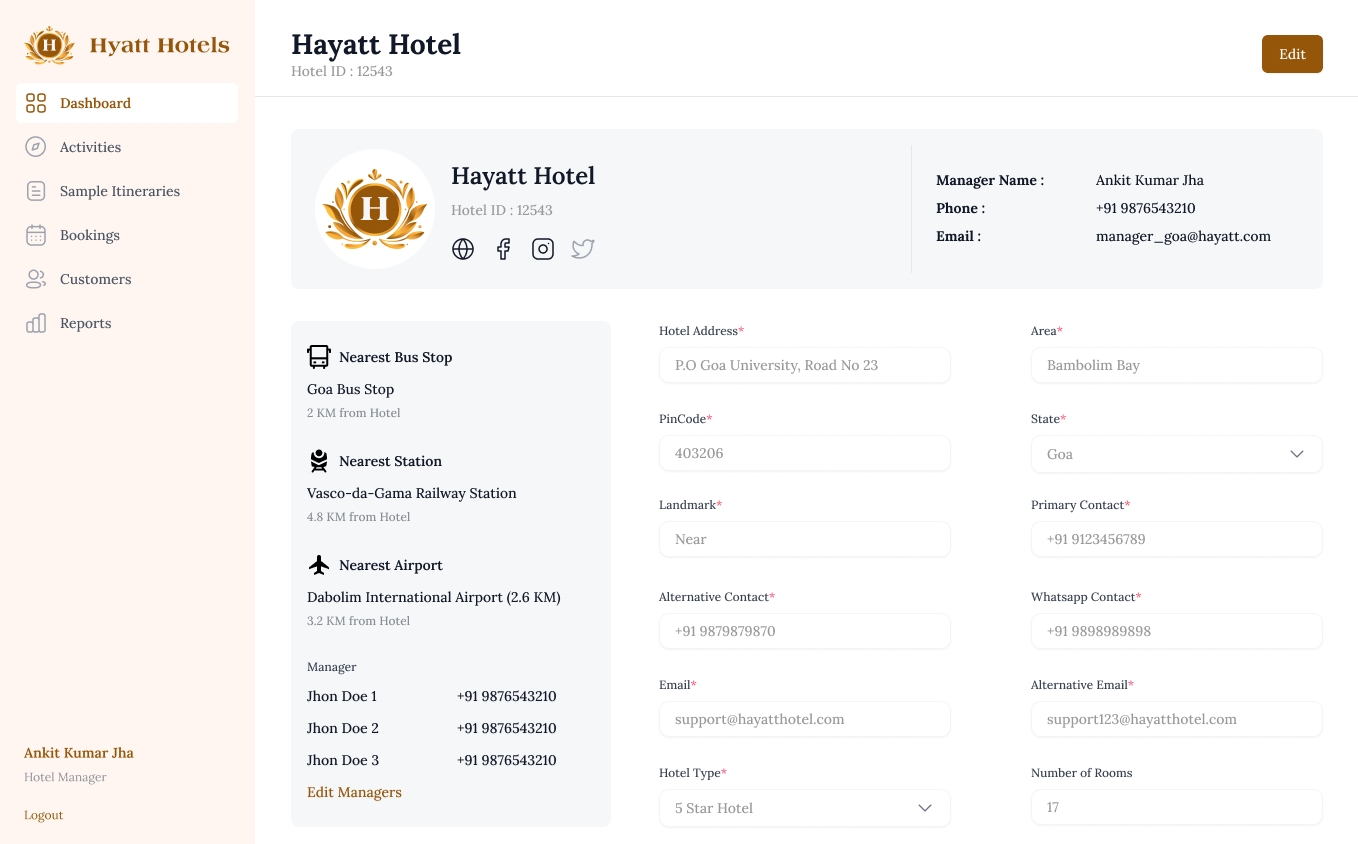 H Hyatt Hotels
Dashboard
Activities
Sample Itineraries
Bookings
Customers
Reports
Ankit Kumar Jha
Hotel Manager
Logout
Hayatt Hotel
Hotel ID : 12543
Edit
H
Hayatt Hotel
Hotel ID : 12543
Manager Name : Ankit Kumar Jha
Phone : +91 9876543210
Email : manager_goa@hayatt.com
Nearest Bus Stop
Goa Bus Stop
2 KM from Hotel
Nearest Station
Vasco-da-Gama Railway Station
4.8 KM from Hotel
Nearest Airport
Dabolim International Airport (2.6 KM)
3.2 KM from Hotel
Manager
Jhon Doe 1 +91 9876543210
Jhon Doe 2 +91 9876543210
Jhon Doe 3 +91 9876543210
Edit Managers
Hotel Address* Area*
P.O Goa University, Road No 23 Bambolim Bay
PinCode* State*
403206 Goa
Landmark* Primary Contact*
Near +91 9123456789
Alternative Contact* Whatsapp Contact*
+91 9879879870 +91 9898989898
Email* Alternative Email*
support@hayatthotel.com support123@hayatthotel.com
Hotel Type* Number of Rooms
5 Star Hotel 17